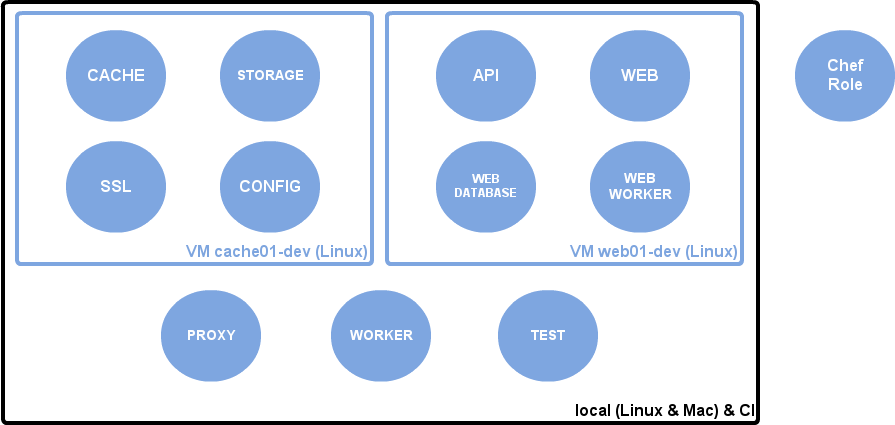 CACHE
STORAGE
SSL
CONFIG
VM cache01-dev (Linux)
API
WEB
WEB
DATABASE
WEB
WORKER
VM web01-dev (Linux)
Chef
Role
PROXY
WORKER
TEST
local (Linux & Mac) & CI